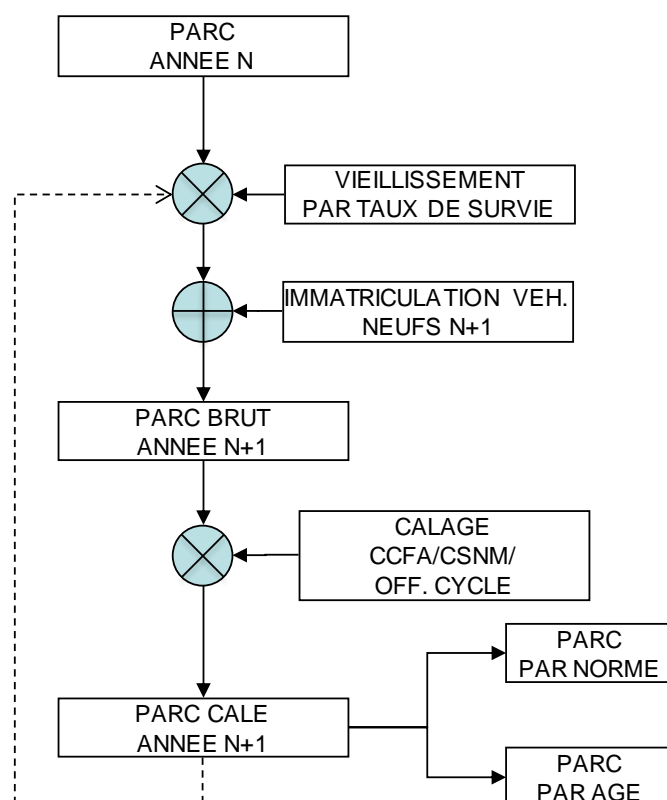 PARC
ANNEE N
VIEILLISSEMENT
PAR TAUX DE SURVIE
IMMATRICULATION VEH.
NEUFS N+1
PARC BRUT
ANNEE N+1
CALAGE
CCFA/CSNM/
OFF. CYCLE
PARC
PAR NORME
PARC CALE
ANNEE N+1
PARC
PAR AGE